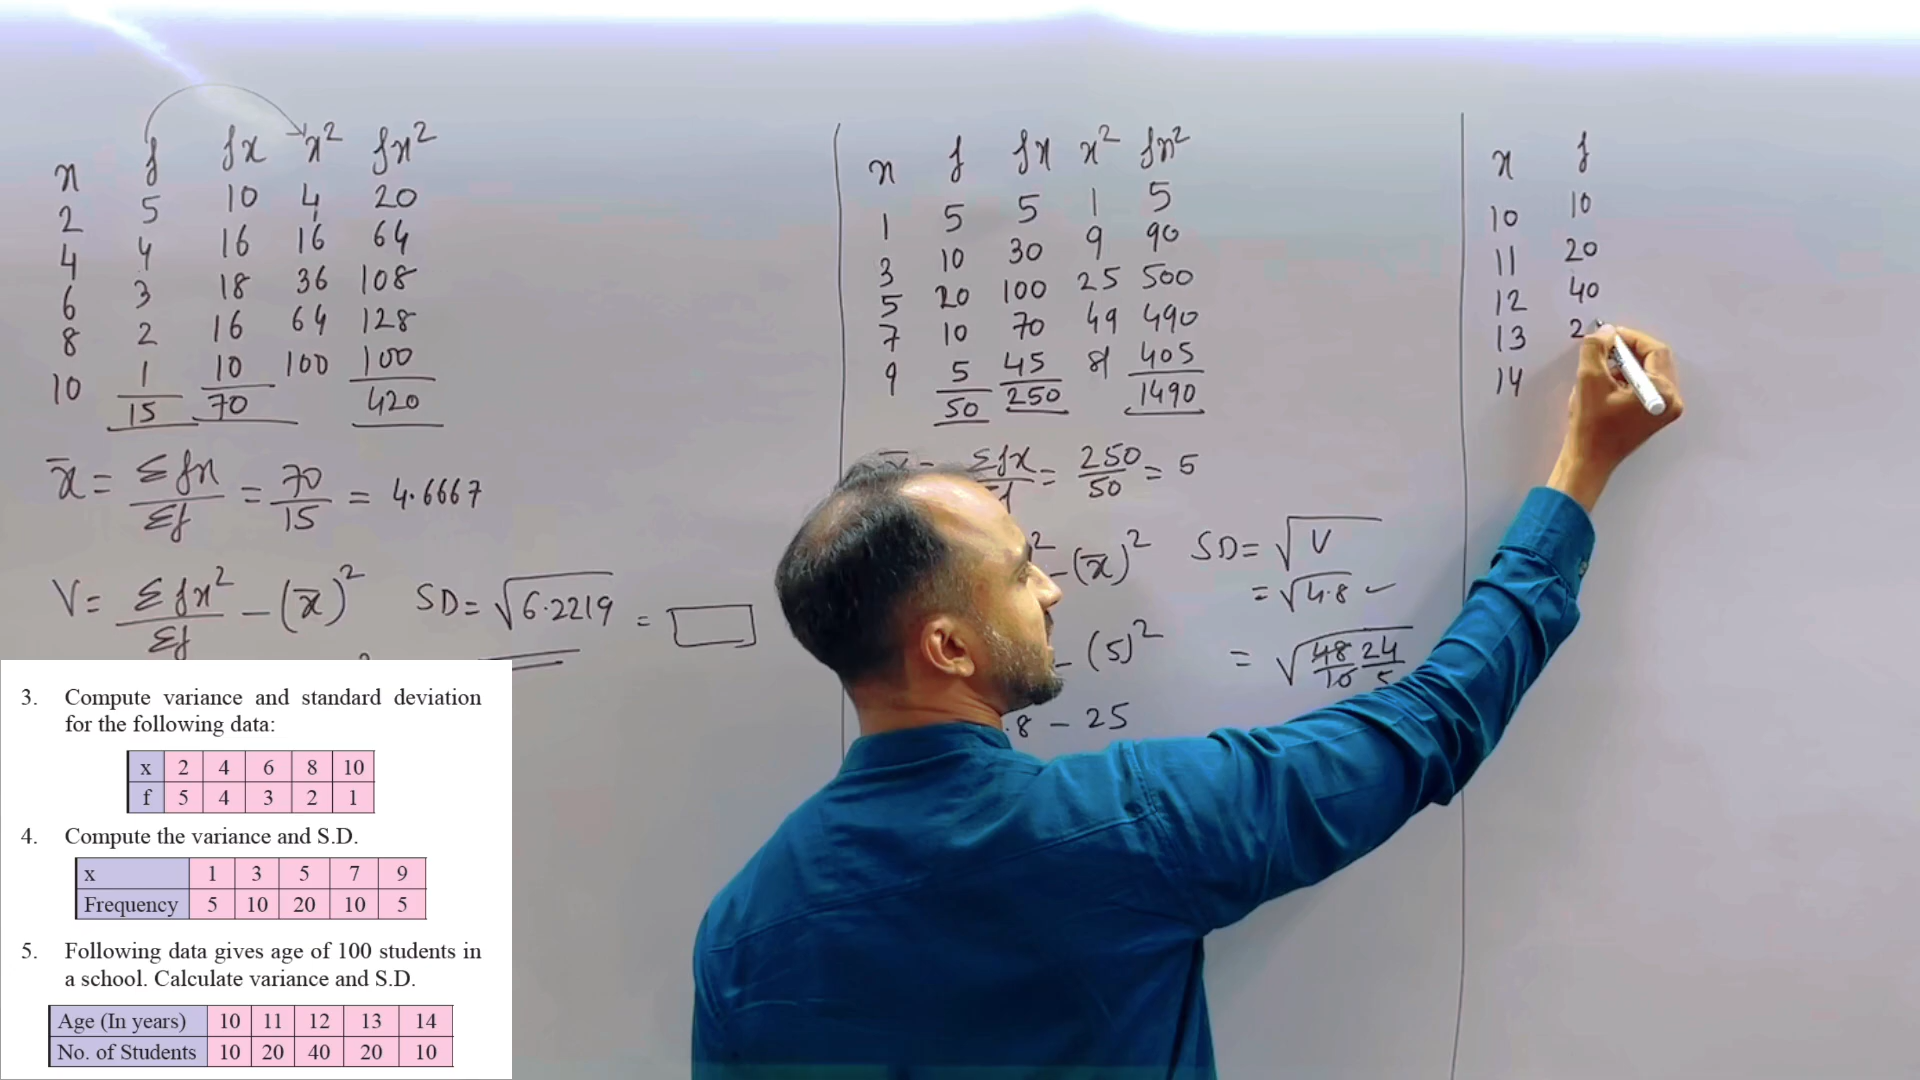 x f fx x² fx²
2 5 10 4 20
4 4 16 16 64
6 3 18 36 108
8 2 16 64 128
10 1 10 100 100
15 70 420
x̄ = Σfx/Σf = 70/15 = 4.6667
V = Σfx²/Σf - (x̄)² SD = √6.2219 =
x f fx x² fx²
1 5 5 1 5
3 10 30 9 90
5 20 100 25 500
7 10 70 49 490
9 5 45 81 405
50 250 1490
Σfx = 250/50 = 5
- (x̄)² SD = √V
= √4.8
- (5)² = √48/10 24/5
.8 - 25
x f
10 10
11 20
12 40
13 2
14
3. Compute variance and standard deviation
for the following data:
x 2 4 6 8 10
f 5 4 3 2 1
4. Compute the variance and S.D.
x 1 3 5 7 9
Frequency 5 10 20 10 5
5. Following data gives age of 100 students in
a school. Calculate variance and S.D.
Age (In years) 10 11 12 13 14
No. of Students 10 20 40 20 10